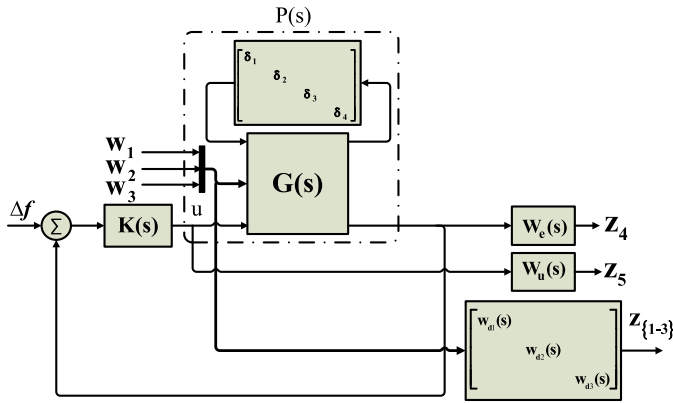 P(s)
δ1
δ2
δ3
δ4
w1
w2
w3
G(s)
Δf
Σ
K(s)
u
We(s)
z4
Wu(s)
z5
wd1(s)
wd2(s)
wd3(s)
z{1-3}